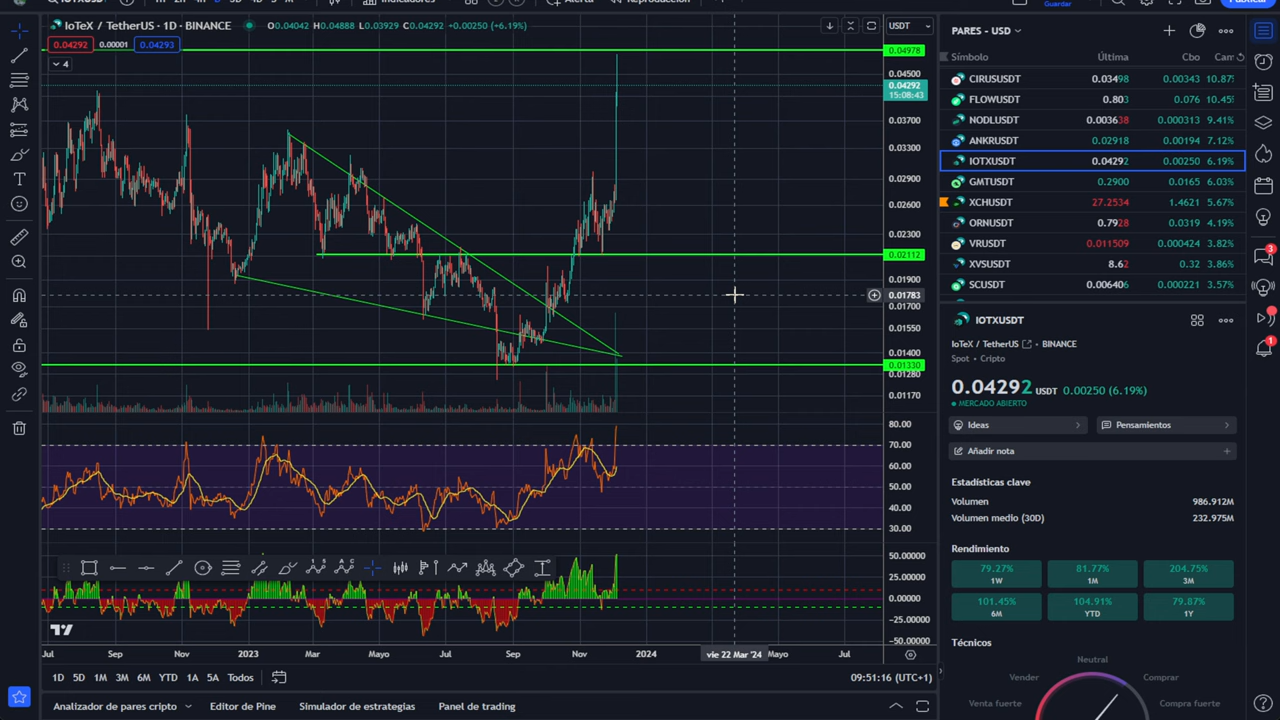 IoTeX / TetherUS · 1D · BINANCE
O0.04042 H0.04888 L0.03929 C0.04292 +0.00250 (+6.19%)
USDT
0.04292 0.00001 0.04293
4
0.04978
0.04500
0.04292
15:08:43
0.03700
0.03300
0.02900
0.02600
0.02300
0.02112
0.01900
0.01783
0.01700
0.01550
0.01400
0.01330
0.01280
0.01170
80.00
70.00
60.00
50.00
40.00
30.00
50.00000
25.00000
0.00000
−25.00000
−50.00000
Jul Sep Nov 2023 Mar Mayo Jul Sep Nov 2024 vie 22 Mar '24 Mayo Jul
1D 5D 1M 3M 6M YTD 1A 5A Todos
09:51:16 (UTC+1)
Analizador de pares cripto Editor de Pine Simulador de estrategias Panel de trading
Guardar
PARES - USD
Símbolo Última Cbo
CIRUSUSDT 0.03498 0.00343 10.87%
FLOWUSDT 0.803 0.076 10.45%
NODLUSDT 0.003638 0.000313 9.41%
ANKRUSDT 0.02918 0.00194 7.12%
IOTXUSDT 0.04292 0.00250 6.19%
GMTUSDT 0.2900 0.0165 6.03%
XCHUSDT 27.2534 1.4621 5.67%
ORNUSDT 0.7928 0.0319 4.19%
VRUSDT 0.011509 0.000424 3.82%
XVSUSDT 8.62 0.32 3.86%
SCUSDT 0.006406 0.000221 3.57%
IOTXUSDT
IoTeX / TetherUS · BINANCE
Spot • Cripto
0.04292 USDT 0.00250 (6.19%)
MERCADO ABIERTO
Ideas
Pensamientos
Añadir nota
Estadísticas clave
Volumen 986.912M
Volumen medio (30D) 232.975M
Rendimiento
79.27% 81.77% 204.75%
1W 1M 3M
101.45% 104.91% 79.87%
6M YTD 1Y
Técnicos
Neutral
Vender Comprar
Venta fuerte Compra fuerte
3
1